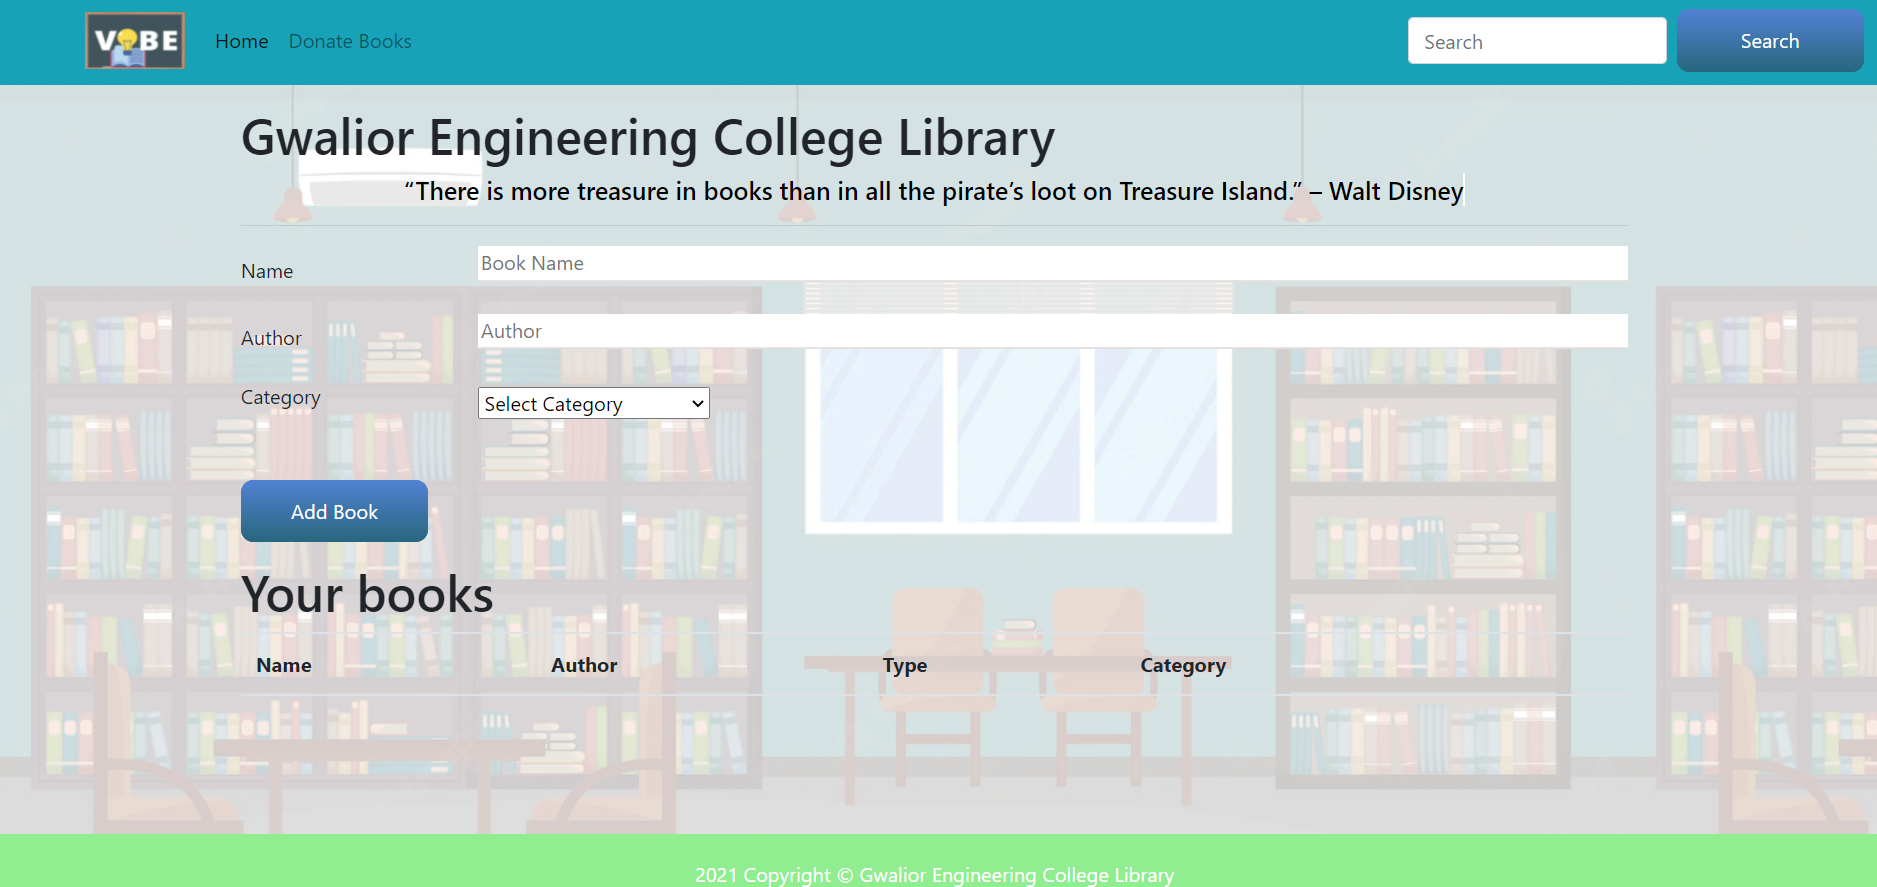 VOBE
Home Donate Books
Search
Search
Gwalior Engineering College Library
“There is more treasure in books than in all the pirate’s loot on Treasure Island.” – Walt Disney
Name Book Name
Author Author
Category Select Category
Add Book
Your books
Name Author Type Category
2021 Copyright © Gwalior Engineering College Library